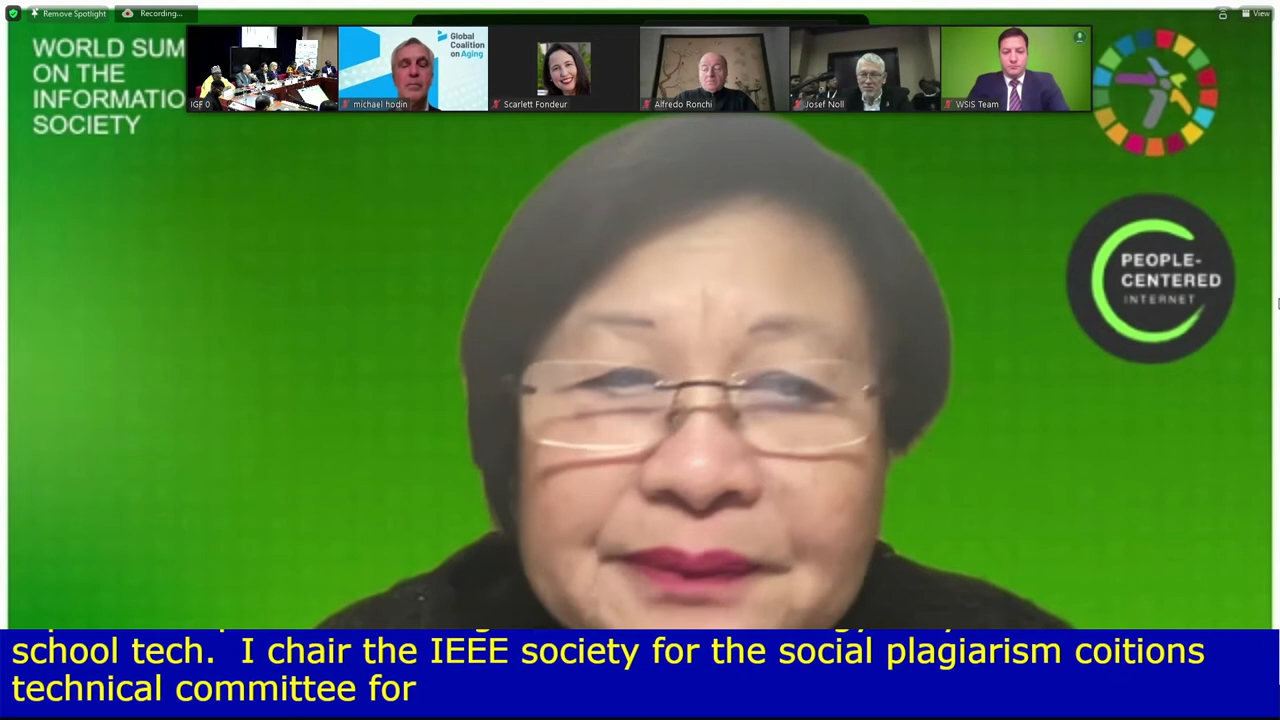 Remove Spotlight
Recording...
View
WORLD SUM
ON THE
INFORMATIO
SOCIETY
Global
Coalition
on Aging
IGF 0
michael hodin
Scarlett Fondeur
Alfredo Ronchi
Josef Noll
WSIS Team
PEOPLE-
CENTERED
INTERNET
school tech.  I chair the IEEE society for the social plagiarism coitions
technical committee for